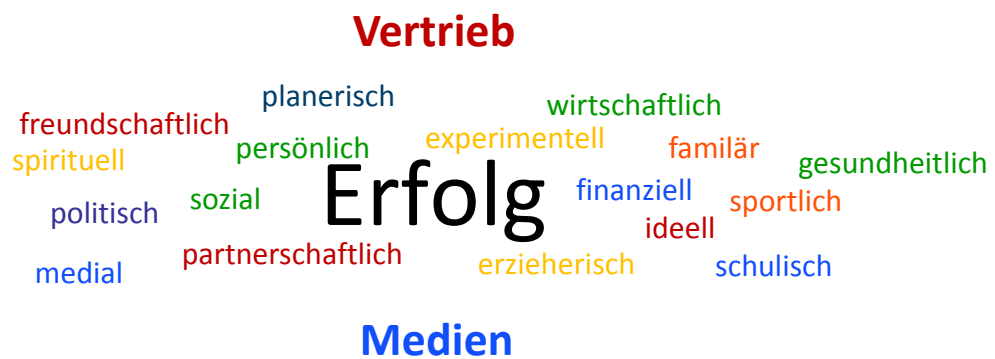 Vertrieb
planerisch
wirtschaftlich
freundschaftlich
experimentell
persönlich
familär
spirituell
gesundheitlich
Erfolg
finanziell
sozial
sportlich
politisch
ideell
partnerschaftlich
erzieherisch
schulisch
medial
Medien